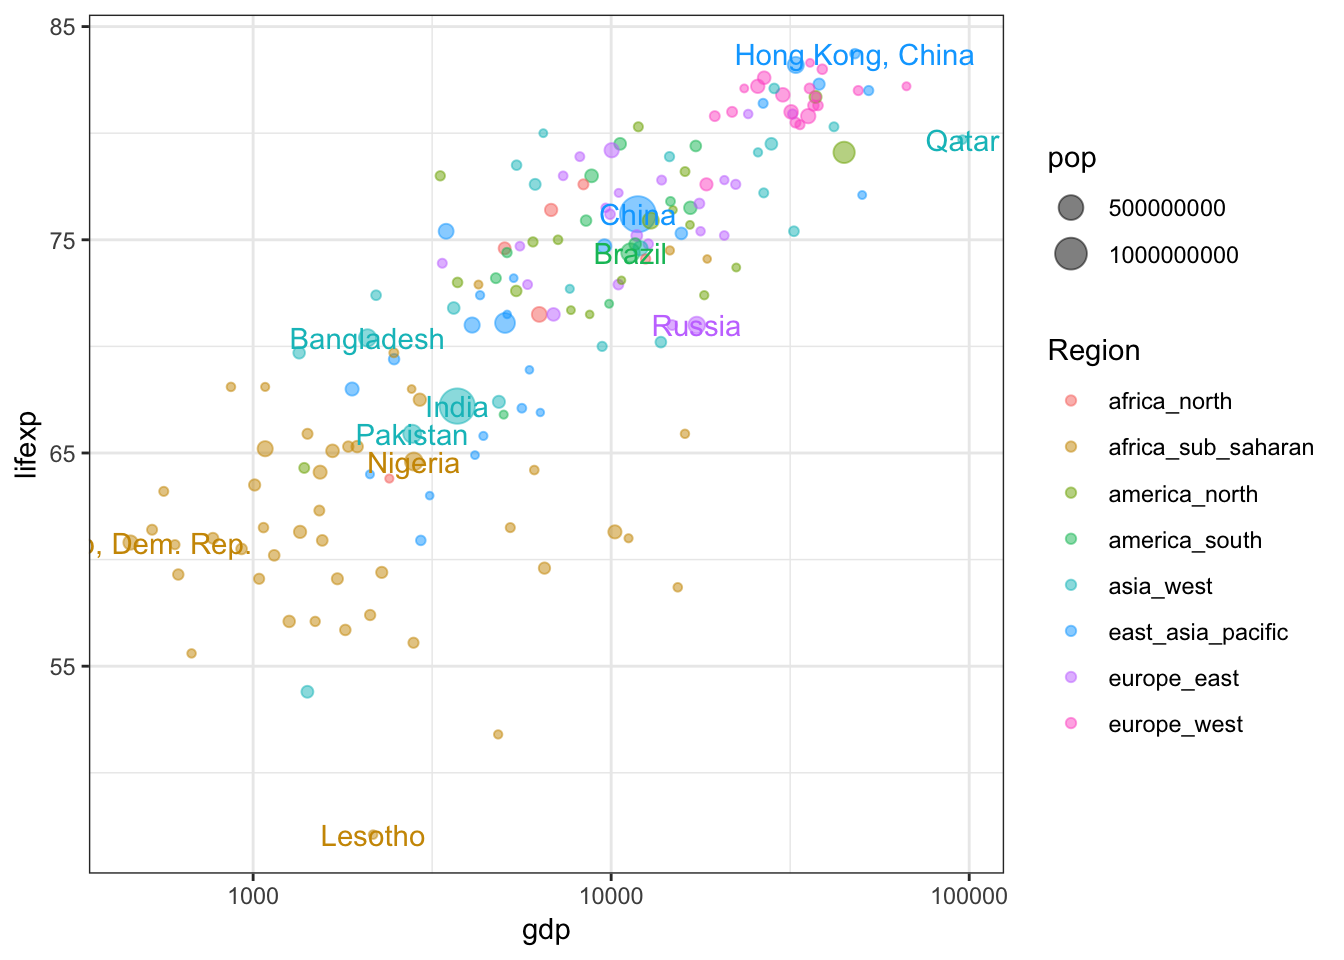 85
75
65
55
lifexp
1000
10000
100000
gdp
Hong Kong, China
Qatar
China
Brazil
Russia
Bangladesh
India
Pakistan
Nigeria
, Dem. Rep.
Lesotho
pop
500000000
1000000000
Region
africa_north
africa_sub_saharan
america_north
america_south
asia_west
east_asia_pacific
europe_east
europe_west